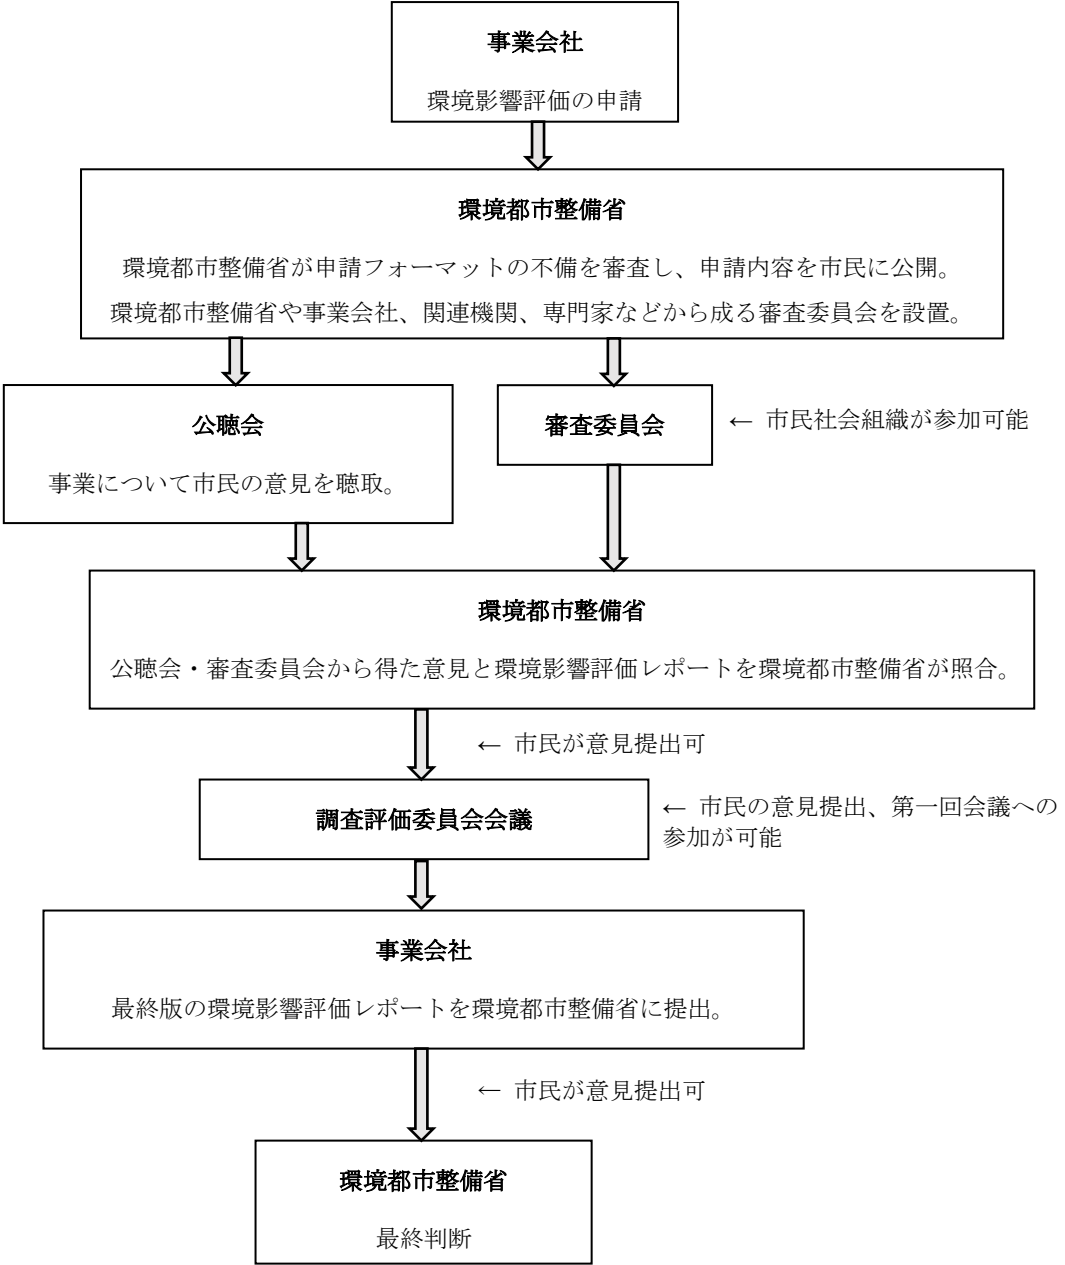 事業会社
環境影響評価の申請
環境都市整備省
環境都市整備省が申請フォーマットの不備を審査し、申請内容を市民に公開。
環境都市整備省や事業会社、関連機関、専門家などから成る審査委員会を設置。
公聴会
事業について市民の意見を聴取。
審査委員会
← 市民社会組織が参加可能
環境都市整備省
公聴会・審査委員会から得た意見と環境影響評価レポートを環境都市整備省が照合。
← 市民が意見提出可
調査評価委員会会議
← 市民の意見提出、第一回会議への
参加が可能
事業会社
最終版の環境影響評価レポートを環境都市整備省に提出。
← 市民が意見提出可
環境都市整備省
最終判断